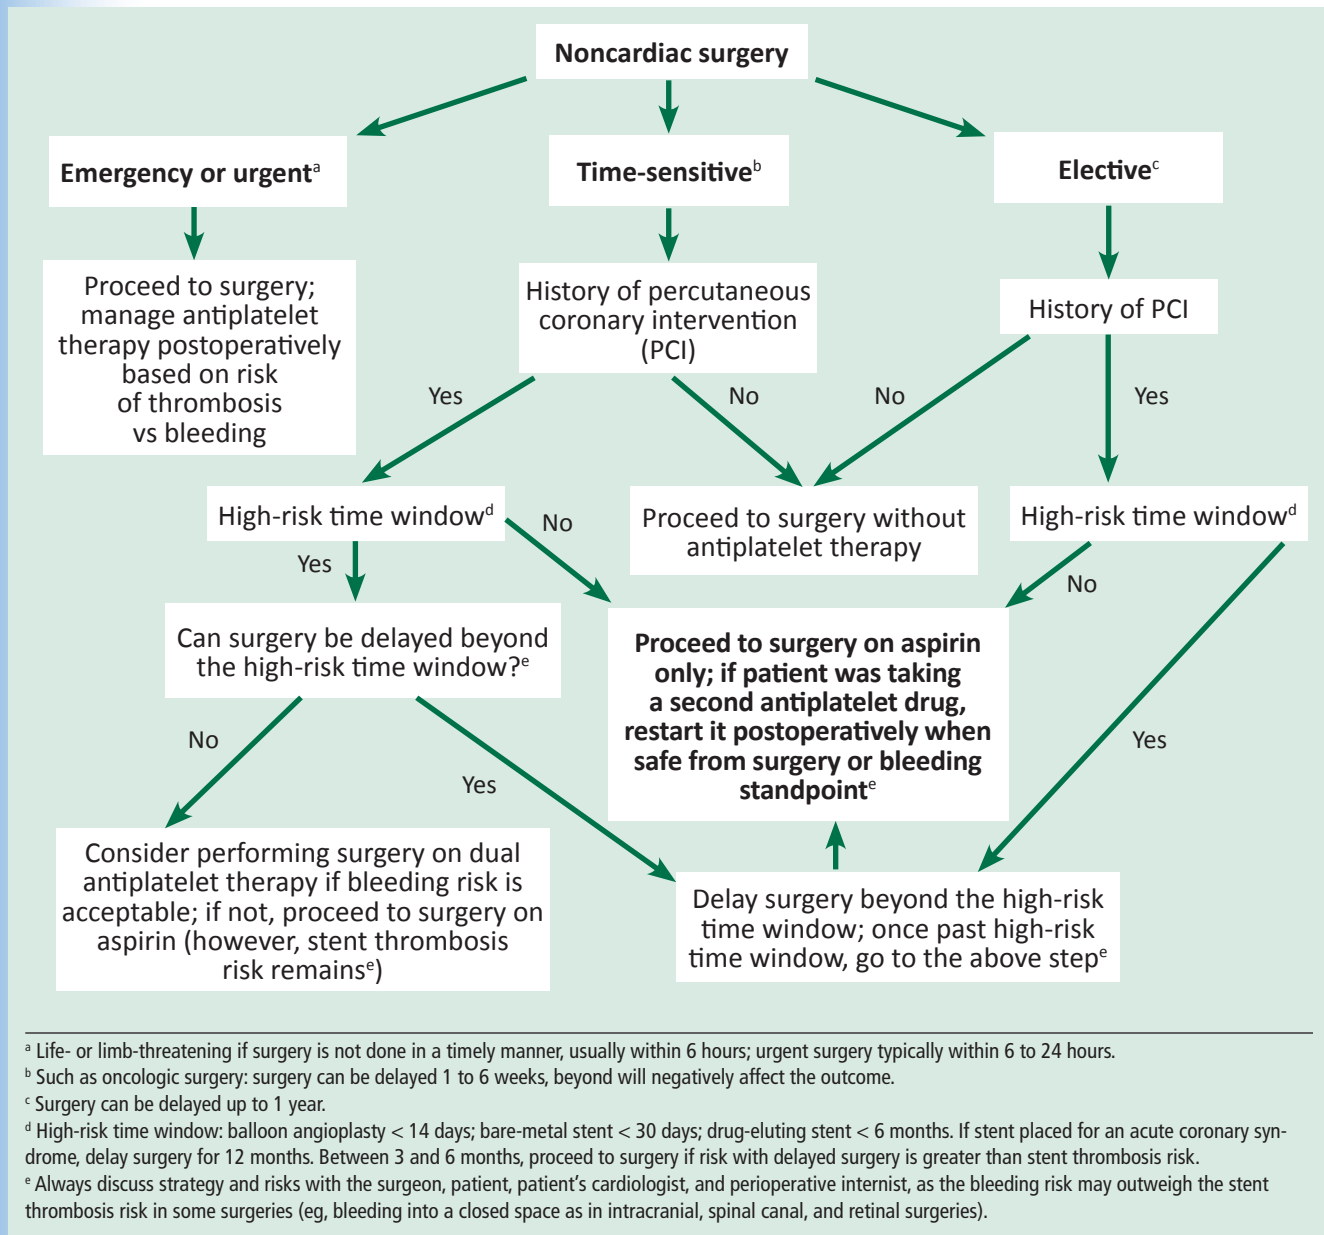 Noncardiac surgery
Emergency or urgentᵃ
Time-sensitiveᵇ
Electiveᶜ
Proceed to surgery;
manage antiplatelet
therapy postoperatively
based on risk
of thrombosis
vs bleeding
History of percutaneous
coronary intervention
(PCI)
History of PCI
Yes
No
No
Yes
High-risk time windowᵈ
No
Proceed to surgery without
antiplatelet therapy
High-risk time windowᵈ
Yes
No
Can surgery be delayed beyond
the high-risk time window?ᵉ
Proceed to surgery on aspirin
only; if patient was taking
a second antiplatelet drug,
restart it postoperatively when
safe from surgery or bleeding
standpointᵉ
No
Yes
Yes
Consider performing surgery on dual
antiplatelet therapy if bleeding risk is
acceptable; if not, proceed to surgery on
aspirin (however, stent thrombosis
risk remainsᵉ)
Delay surgery beyond the high-risk
time window; once past high-risk
time window, go to the above stepᵉ
ᵃ Life- or limb-threatening if surgery is not done in a timely manner, usually within 6 hours; urgent surgery typically within 6 to 24 hours.
ᵇ Such as oncologic surgery: surgery can be delayed 1 to 6 weeks, beyond will negatively affect the outcome.
ᶜ Surgery can be delayed up to 1 year.
ᵈ High-risk time window: balloon angioplasty < 14 days; bare-metal stent < 30 days; drug-eluting stent < 6 months. If stent placed for an acute coronary syn-
drome, delay surgery for 12 months. Between 3 and 6 months, proceed to surgery if risk with delayed surgery is greater than stent thrombosis risk.
ᵉ Always discuss strategy and risks with the surgeon, patient, patient's cardiologist, and perioperative internist, as the bleeding risk may outweigh the stent
thrombosis risk in some surgeries (eg, bleeding into a closed space as in intracranial, spinal canal, and retinal surgeries).